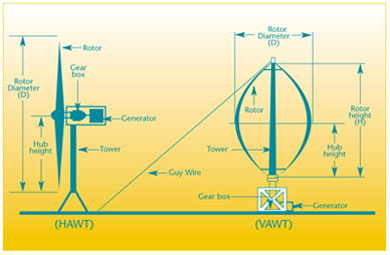 Rotor
Diameter
(D)
Rotor
Gear
box
Generator
Hub
height
Tower
(HAWT)
Guy Wire
Rotor
Diameter
(D)
Rotor
Rotor
height
(H)
Tower
Hub
height
Gear box
Generator
(VAWT)